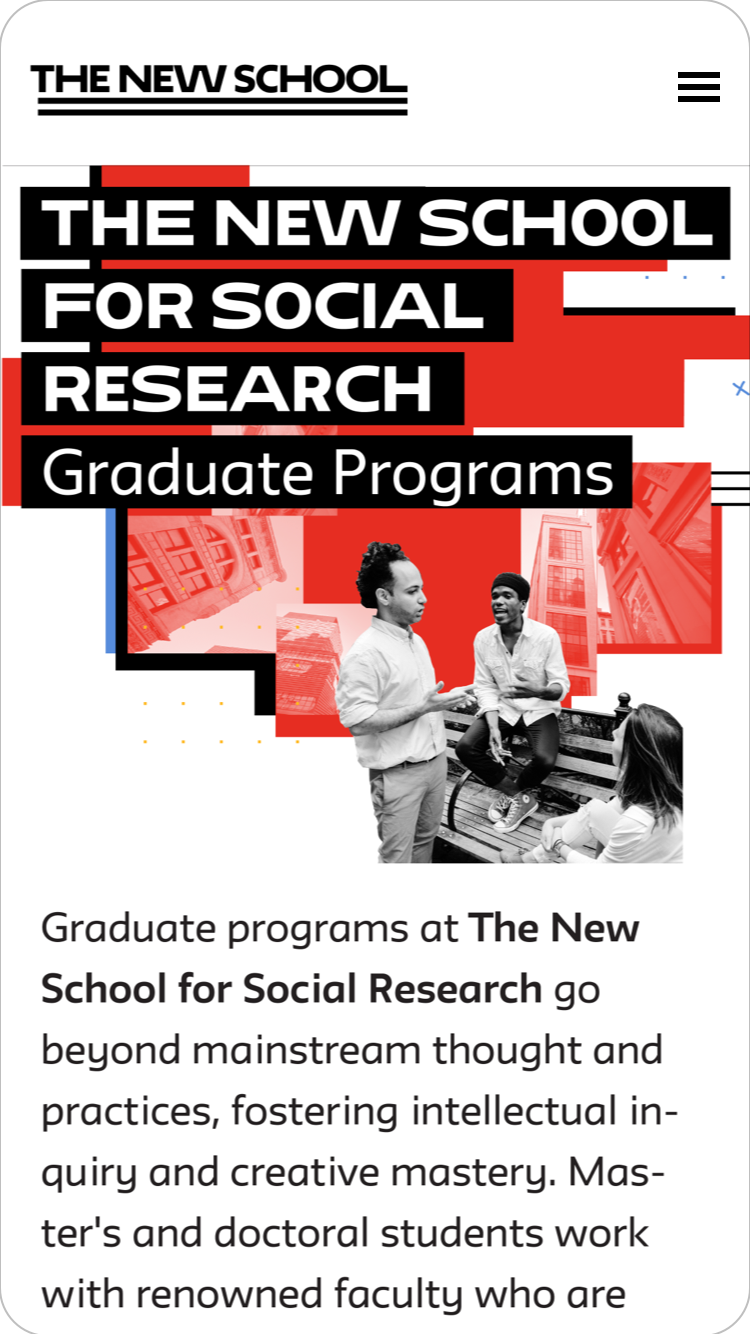 THE NEW SCHOOL
THE NEW SCHOOL
FOR SOCIAL
RESEARCH
Graduate Programs
Graduate programs at The New
School for Social Research go
beyond mainstream thought and
practices, fostering intellectual in-
quiry and creative mastery. Mas-
ter's and doctoral students work
with renowned faculty who are